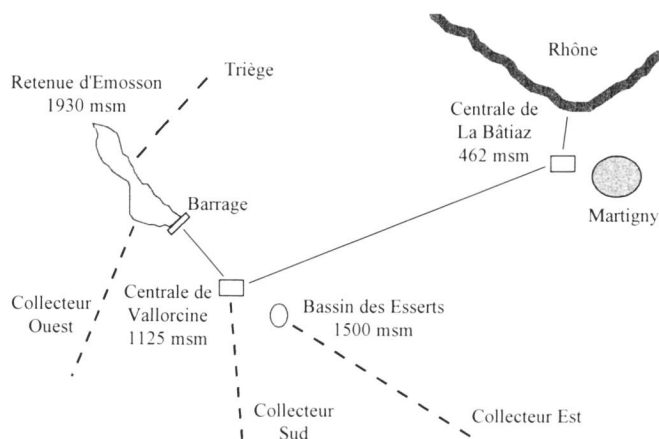 Rhône
Triège
Retenue d'Emosson
1930 msm
Centrale de
La Bâtiaz
462 msm
Barrage
Martigny
Collecteur
Ouest
Centrale de
Vallorcine
1125 msm
Bassin des Esserts
1500 msm
Collecteur
Sud
Collecteur Est